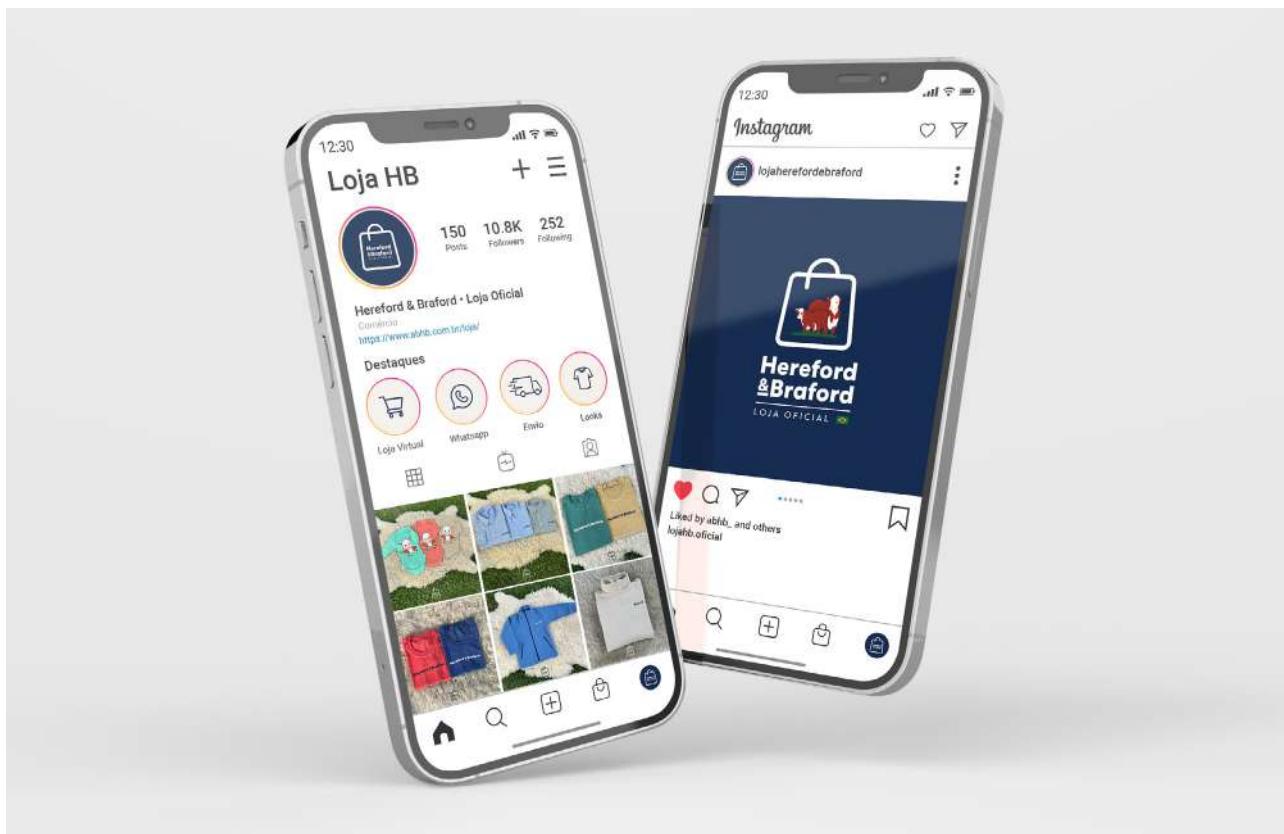 12:30
Loja HB
150 10.8K 252
Posts Followers Following
Hereford
&Braford
Hereford & Braford • Loja Oficial
Comércio
https://www.abhb.com.br/loja/
Destaques
Loja Virtual Whatsapp Envio Looks
12:30
Instagram
lojaherefordebraford
Hereford
&Braford
LOJA OFICIAL
Liked by abhb_ and others
lojahb.oficial